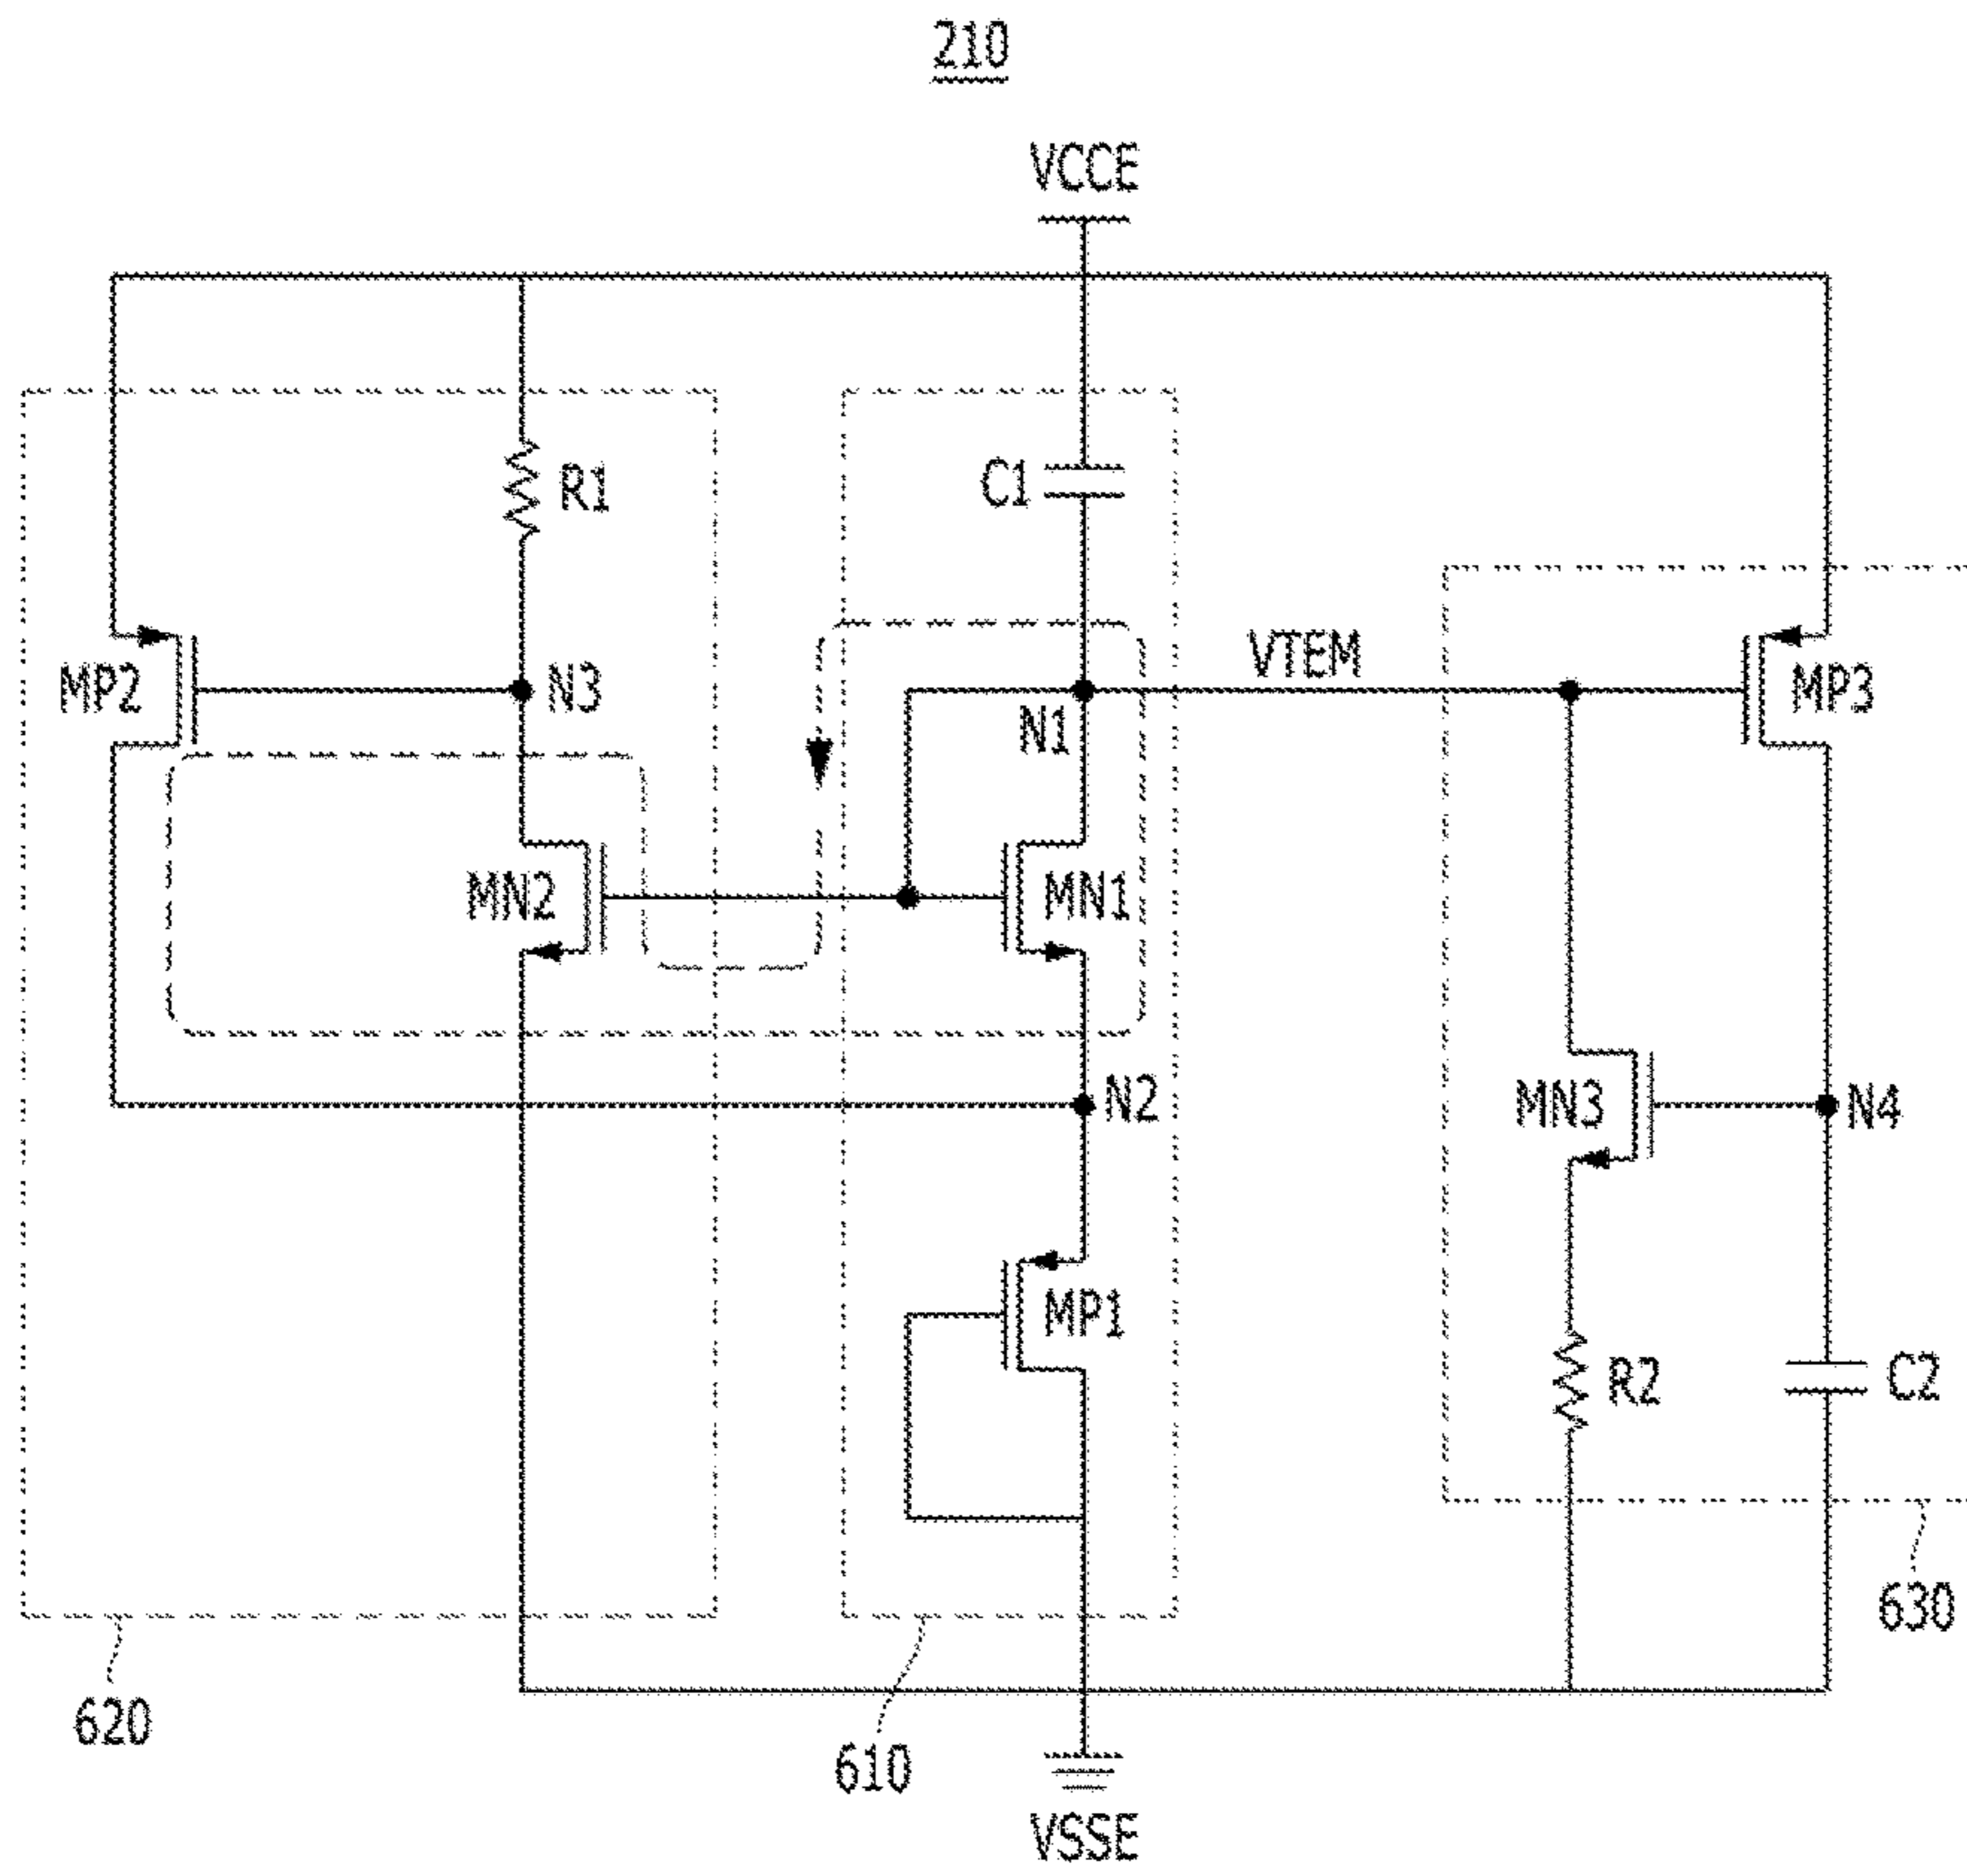 210
VCCE
R1
C1
MP2
N3
N1
VTEM
MP3
MN2
MN1
N2
MN3
N4
MP1
R2
C2
620
610
630
VSSE